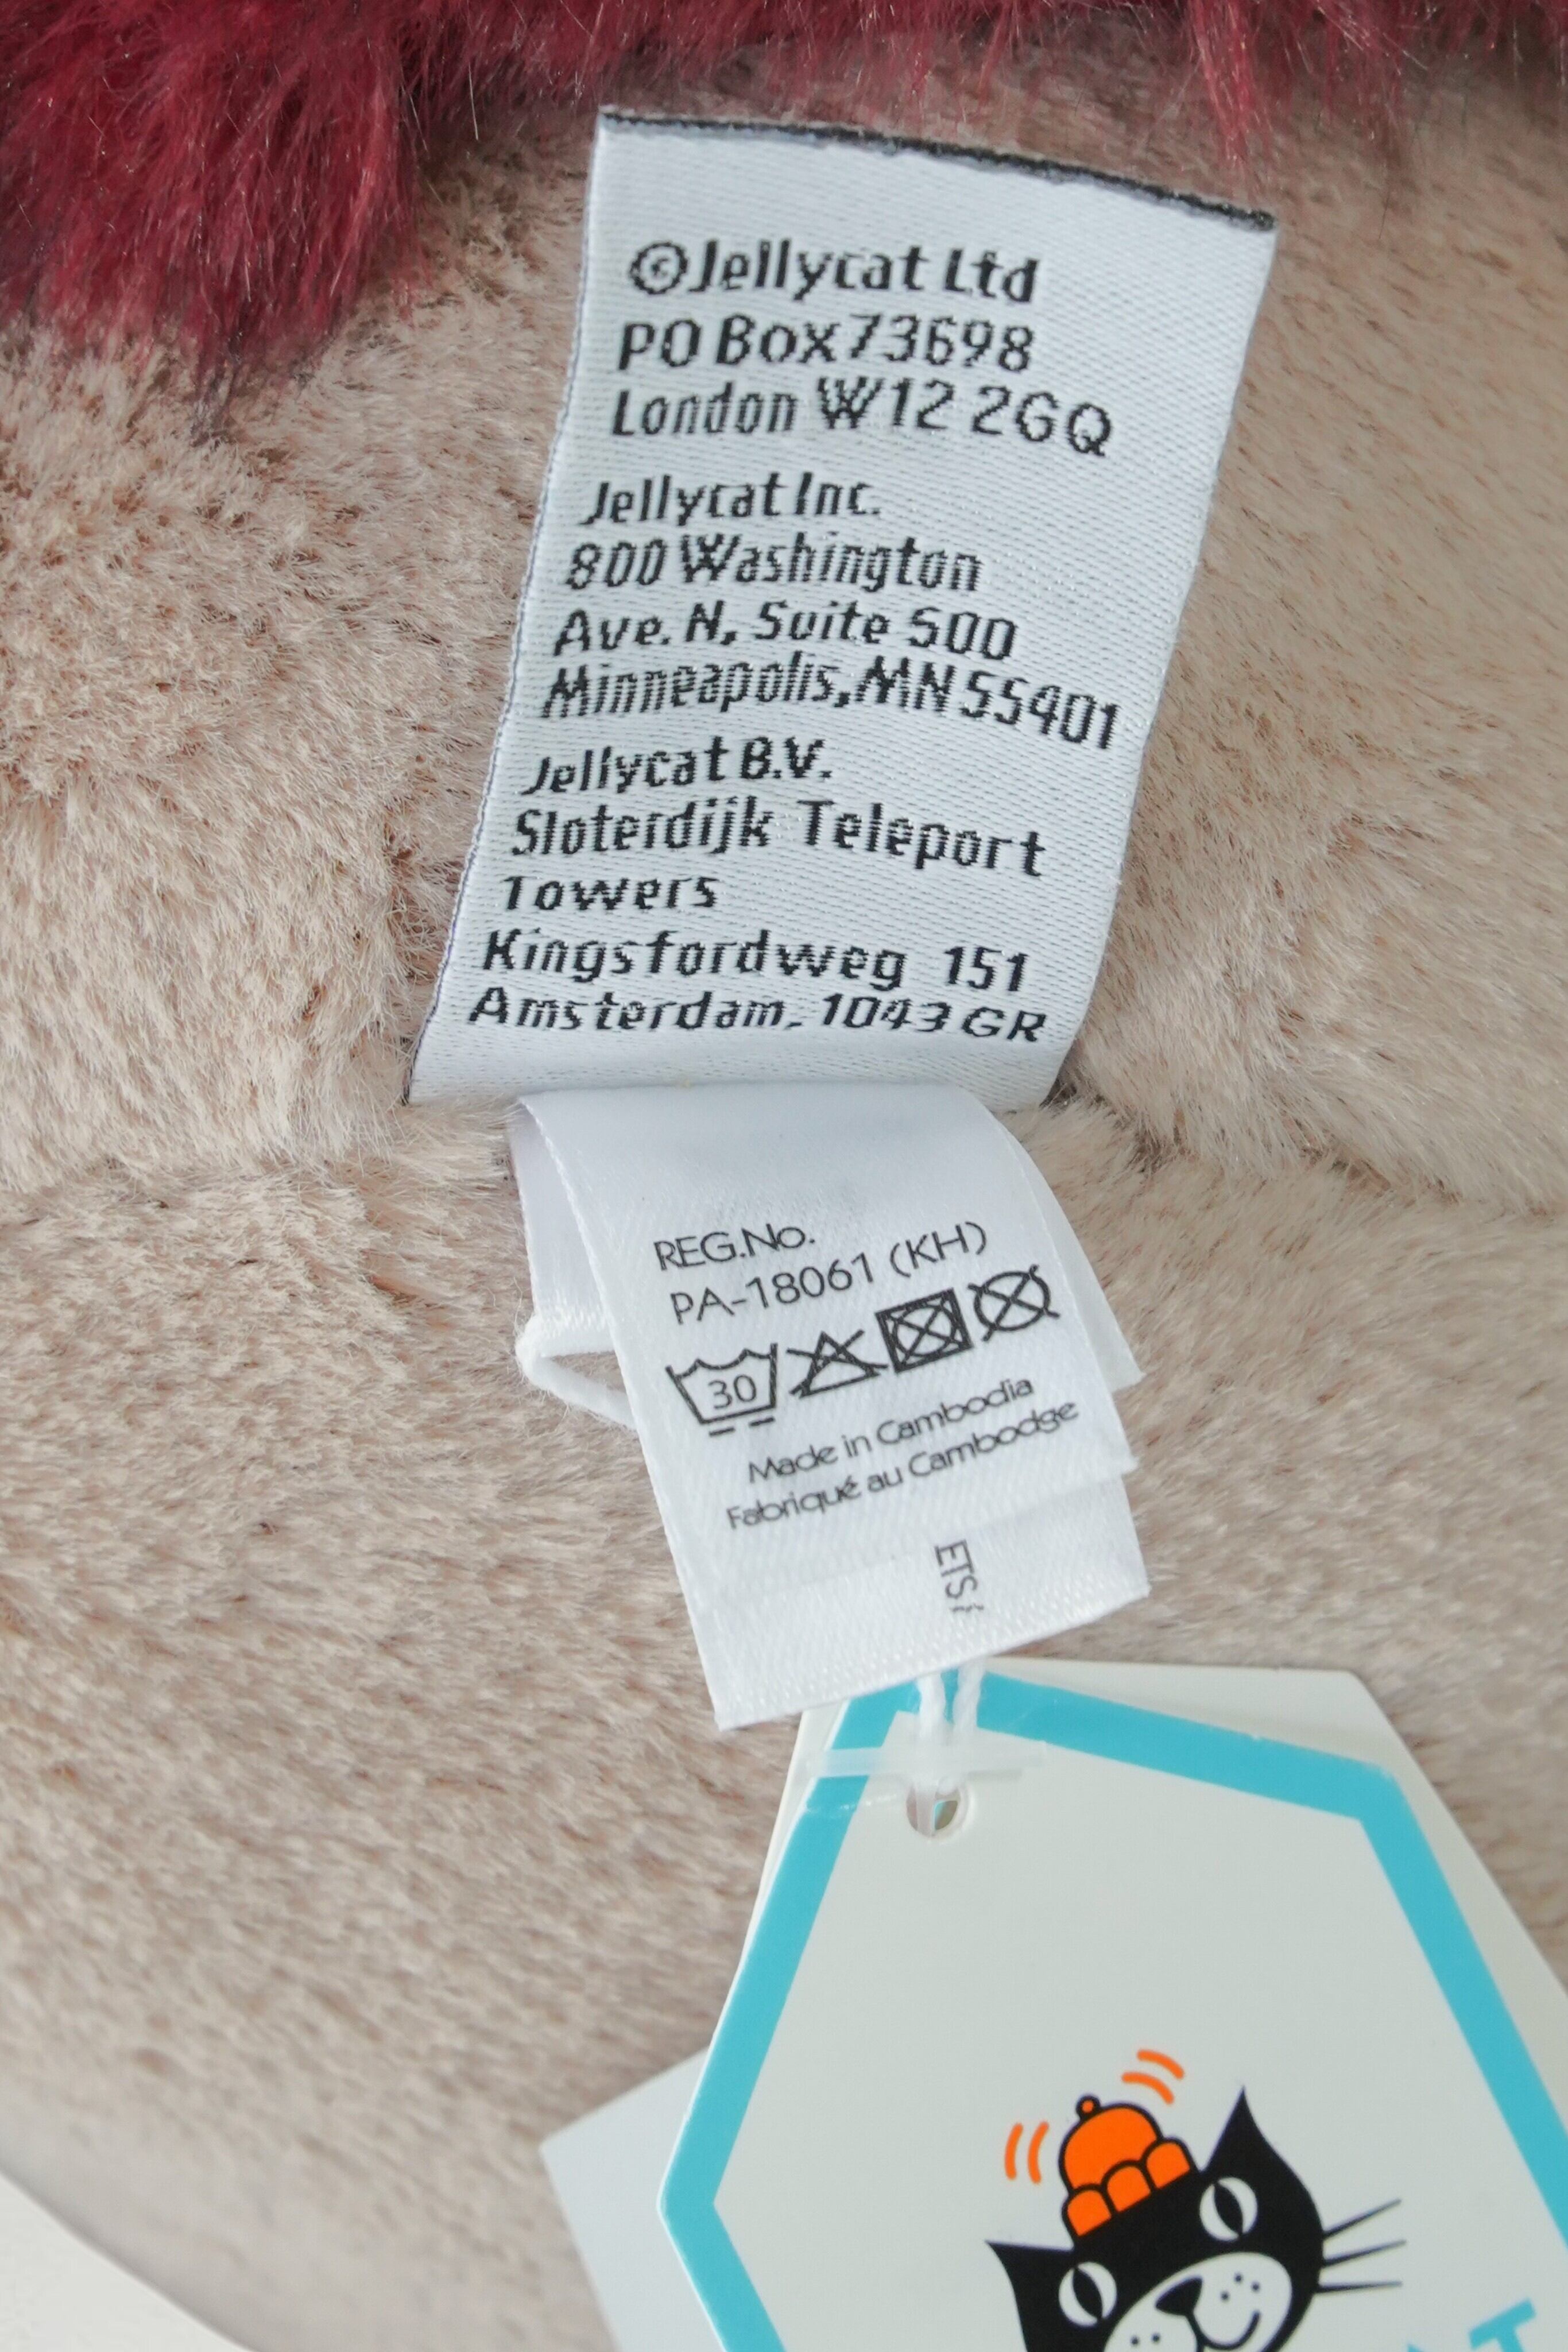 ©Jellycat Ltd
PO Box 73698
London W12 2GQ
Jellycat Inc.
800 Washington
Ave. N, Suite 500
Minneapolis, MN 55401
Jellycat B.V.
Sloterdijk Teleport
Towers
Kingsfordweg 151
Amsterdam, 1043 GR
REG.No.
PA-18061 (KH)
30
Made in Cambodia
Fabriqué au Cambodge
ETS